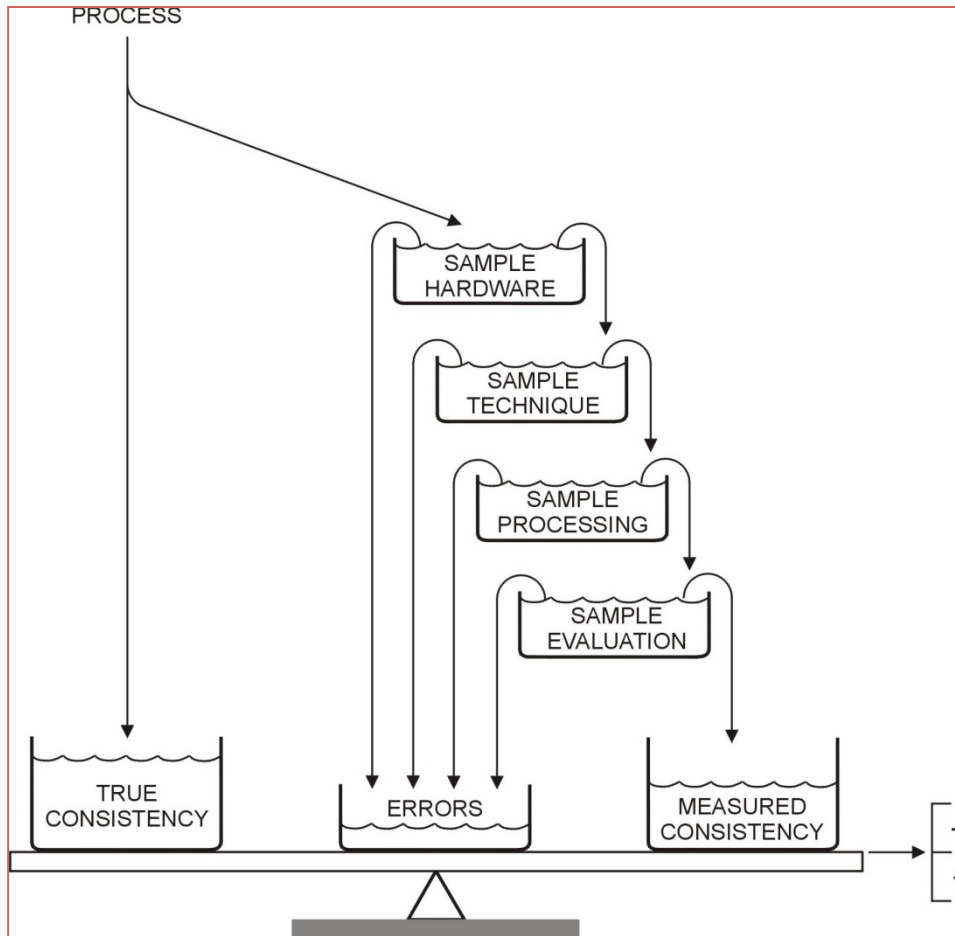 PROCESS
SAMPLE
HARDWARE
SAMPLE
TECHNIQUE
SAMPLE
PROCESSING
SAMPLE
EVALUATION
TRUE
CONSISTENCY
ERRORS
MEASURED
CONSISTENCY